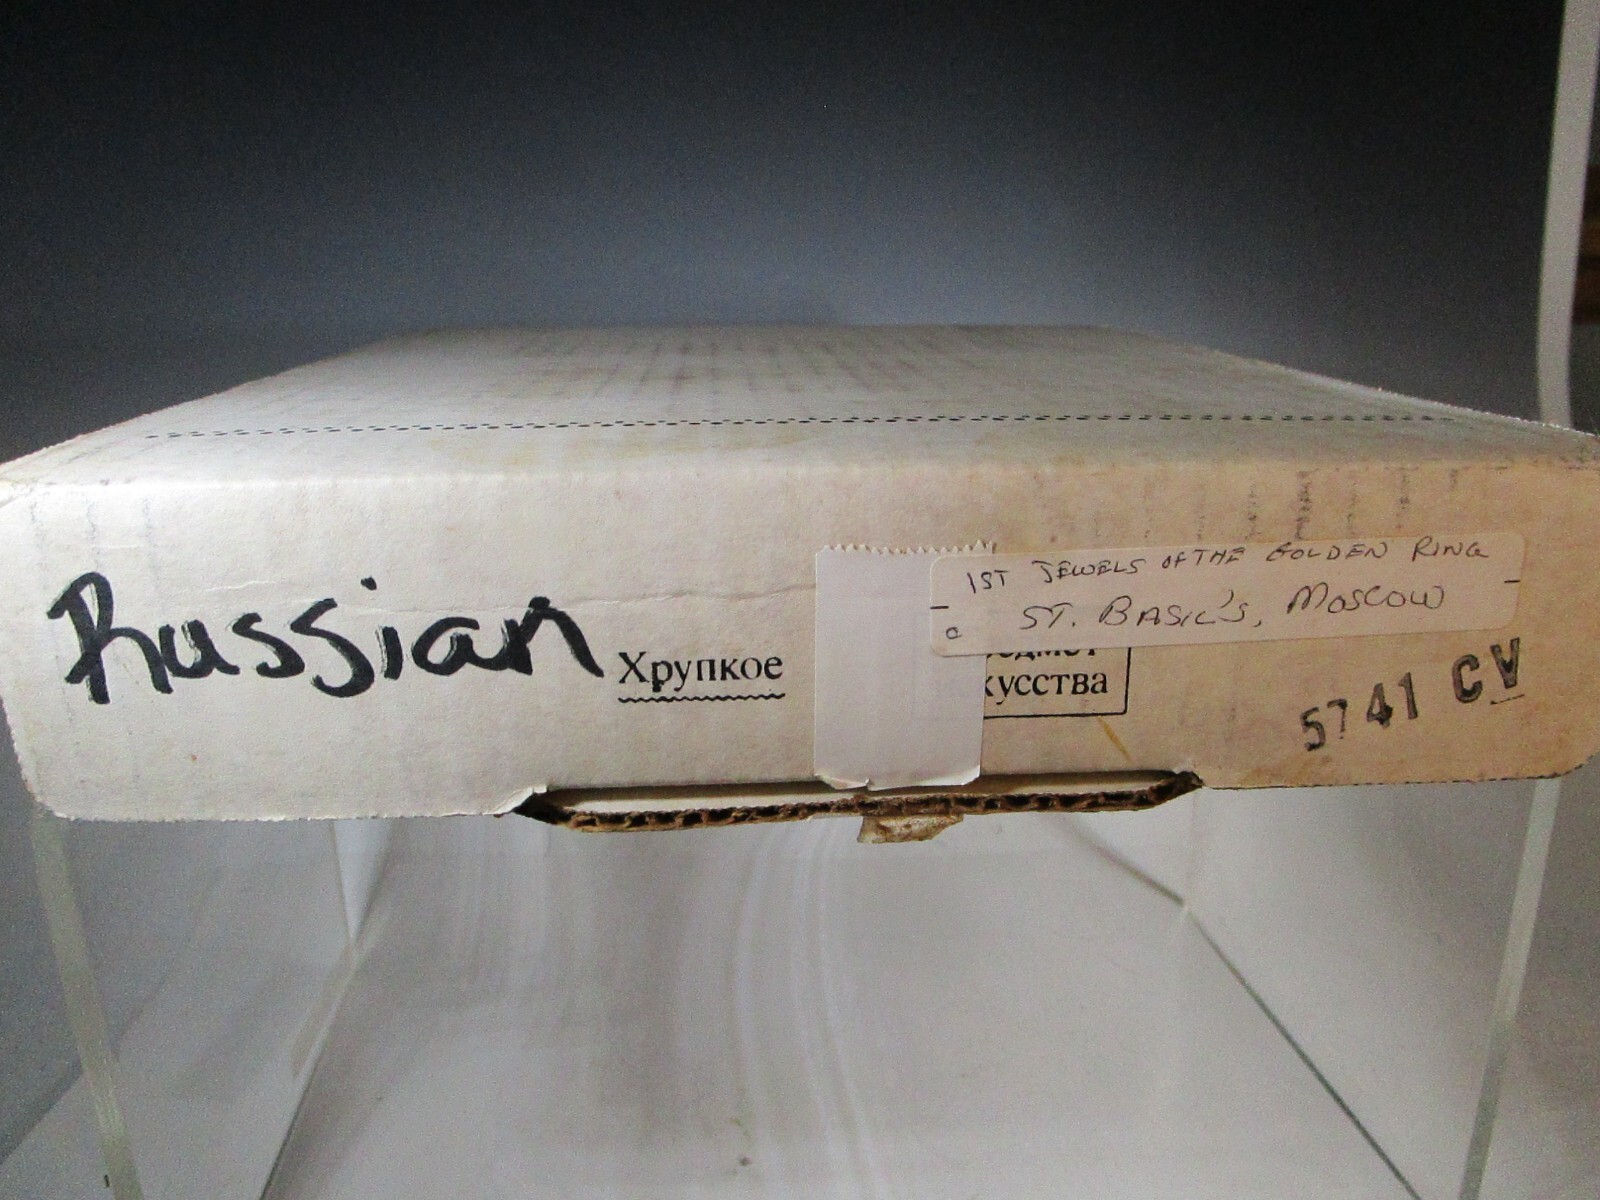 Russian
Хрупкое
1ST JEWELS OF THE GOLDEN RING
ST. BASIL'S, MOSCOW
кусства
5741 CV